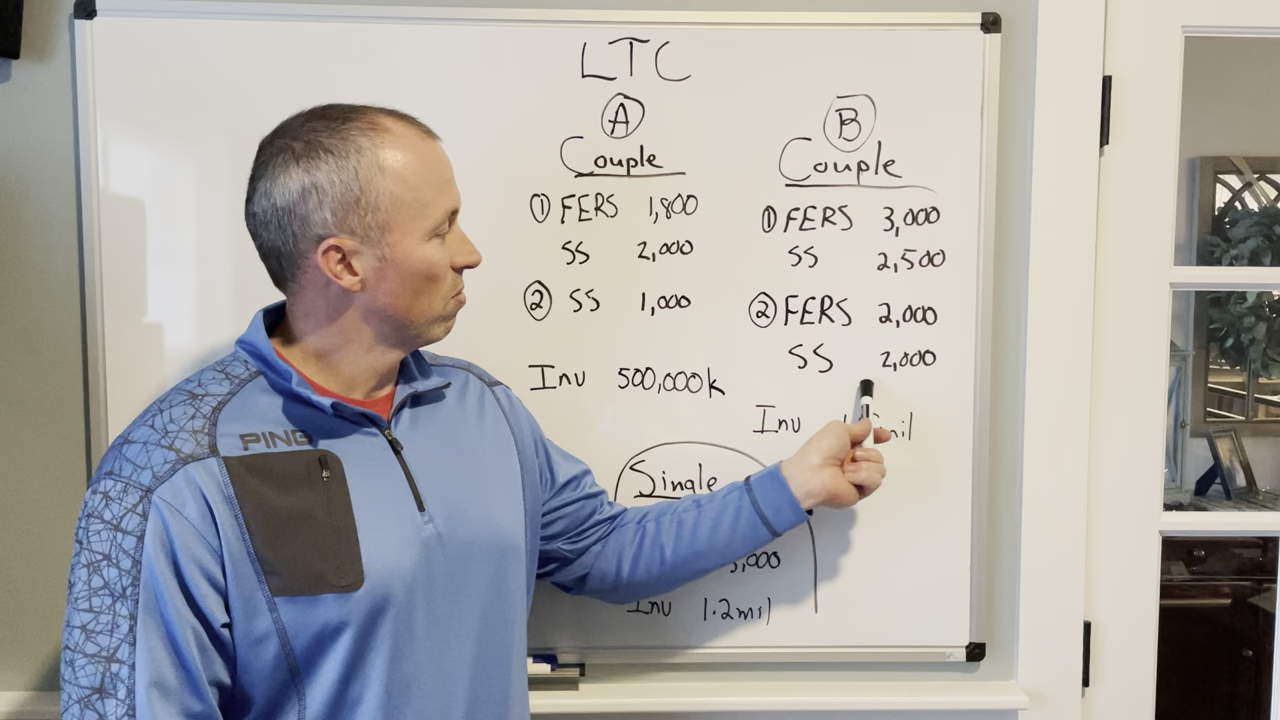 LTC
A
Couple
① FERS 1,800
SS 2,000
② SS 1,000
Inv 500,000k
B
Couple
① FERS 3,000
SS 2,500
② FERS 2,000
SS 2,000
Inv
Single
Inv 1.2mil
PING